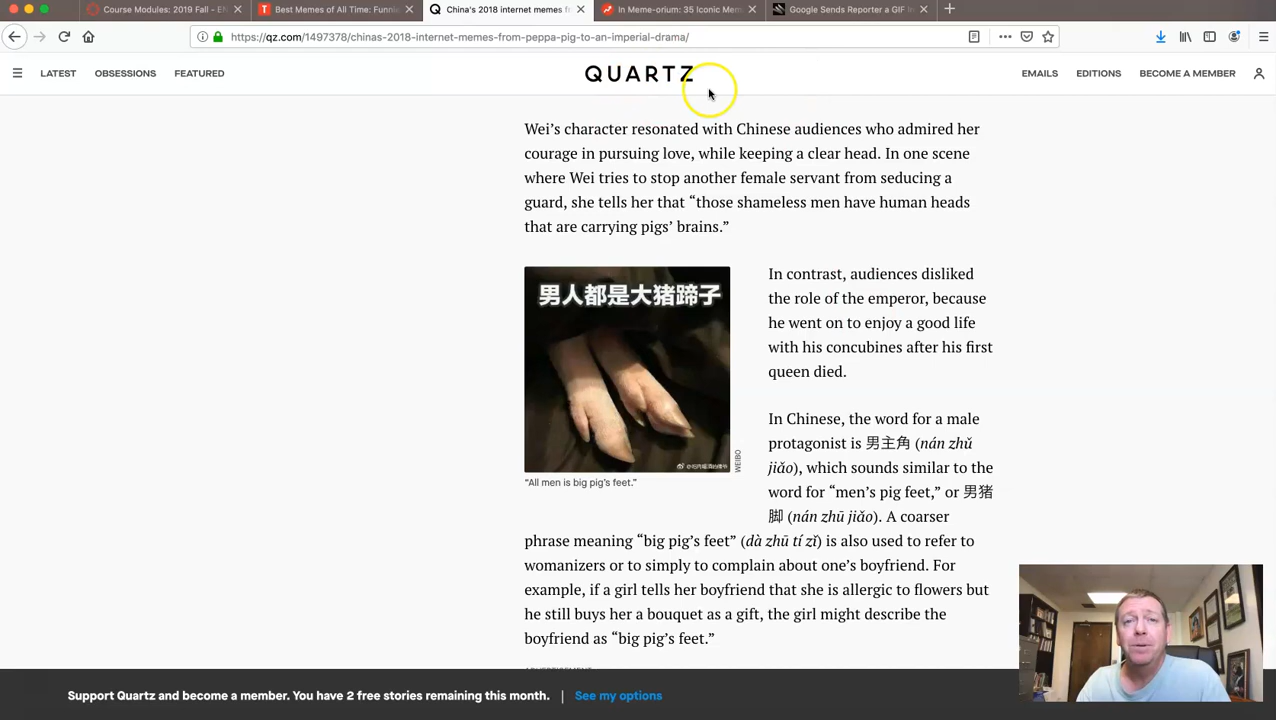 Course Modules: 2019 Fall - EN
Best Memes of All Time: Funnie
China's 2018 internet memes fr
In Meme-orium: 35 Iconic Mem
Google Sends Reporter a GIF In
https://qz.com/1497378/chinas-2018-internet-memes-from-peppa-pig-to-an-imperial-drama/
LATEST OBSESSIONS FEATURED QUARTZ EMAILS EDITIONS BECOME A MEMBER
Wei’s character resonated with Chinese audiences who admired her
courage in pursuing love, while keeping a clear head. In one scene
where Wei tries to stop another female servant from seducing a
guard, she tells her that “those shameless men have human heads
that are carrying pigs’ brains.”
男人都是大猪蹄子
WEIBO
“All men is big pig’s feet.”
In contrast, audiences disliked
the role of the emperor, because
he went on to enjoy a good life
with his concubines after his first
queen died.
In Chinese, the word for a male
protagonist is 男主角 (nán zhǔ
jiǎo), which sounds similar to the
word for “men’s pig feet,” or 男猪
脚 (nán zhū jiǎo). A coarser
phrase meaning “big pig’s feet” (dà zhū tí zǐ) is also used to refer to
womanizers or to simply to complain about one’s boyfriend. For
example, if a girl tells her boyfriend that she is allergic to flowers but
he still buys her a bouquet as a gift, the girl might describe the
boyfriend as “big pig’s feet.”
Support Quartz and become a member. You have 2 free stories remaining this month. | See my options